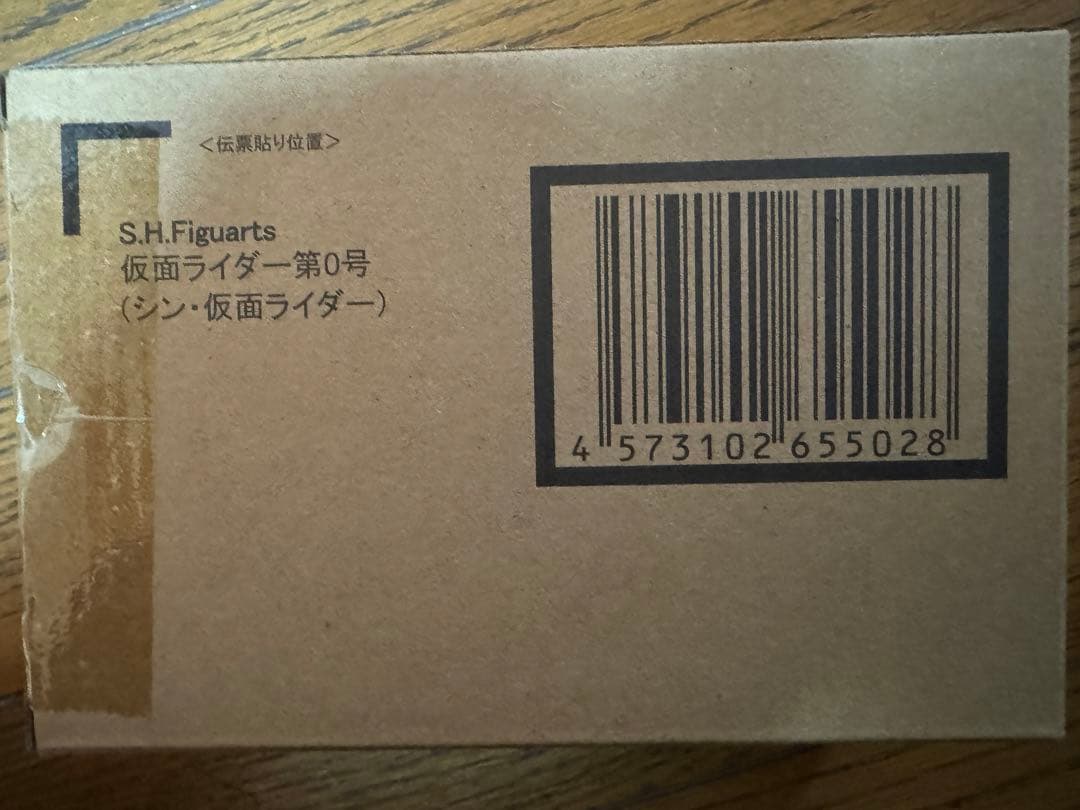 <伝票貼り位置>
S.H.Figuarts
仮面ライダー第0号
(シン・仮面ライダー)
4 573102 655028